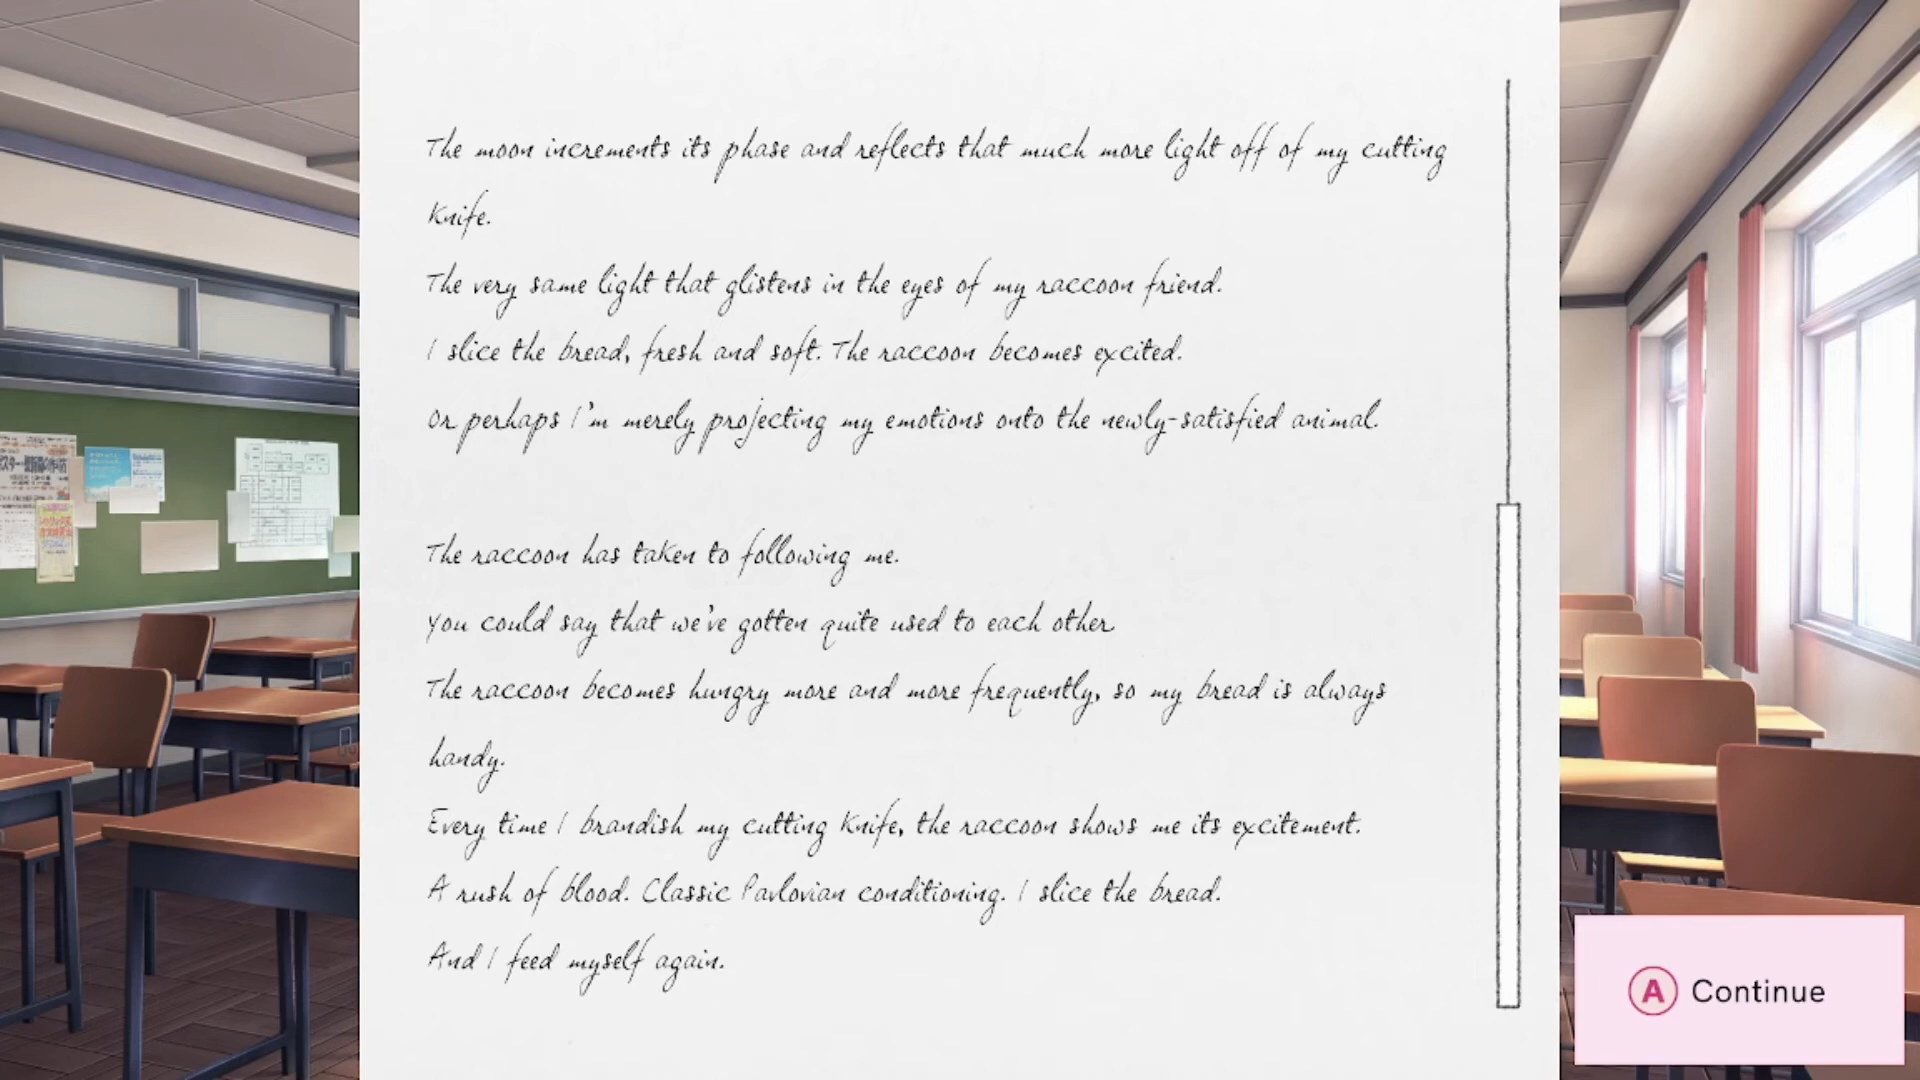 The moon increments its phase and reflects that much more light off of my cutting
knife.
The very same light that glistens in the eyes of my raccoon friend.
I slice the bread, fresh and soft. The raccoon becomes excited.
Or perhaps I'm merely projecting my emotions onto the newly-satisfied animal.
The raccoon has taken to following me.
You could say that we've gotten quite used to each other.
The raccoon becomes hungry more and more frequently, so my bread is always
handy.
Every time I brandish my cutting knife, the raccoon shows me its excitement.
A rush of blood. Classic Pavlovian conditioning. I slice the bread.
And I feed myself again.
A Continue